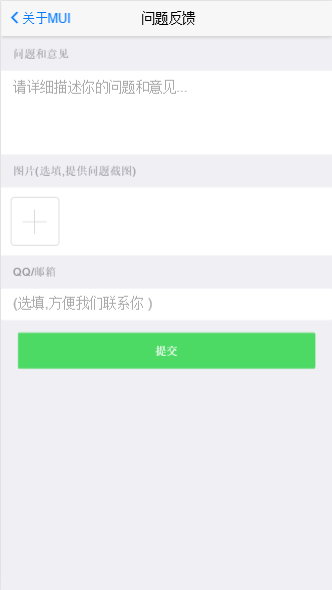 关于MUI
问题反馈
问题和意见
请详细描述你的问题和意见...
图片(选填,提供问题截图)
QQ/邮箱
(选填,方便我们联系你 )
提交